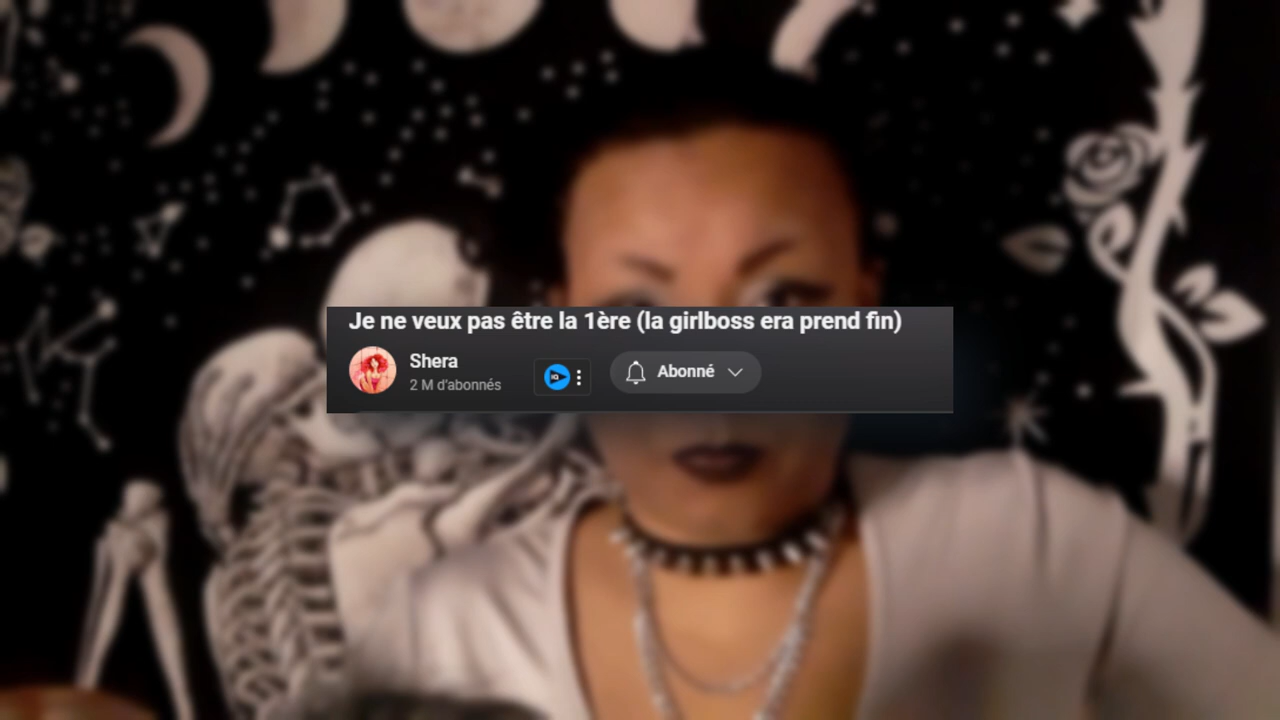 Je ne veux pas être la 1ère (la girlboss era prend fin)
Shera
2 M d'abonnés
Abonné